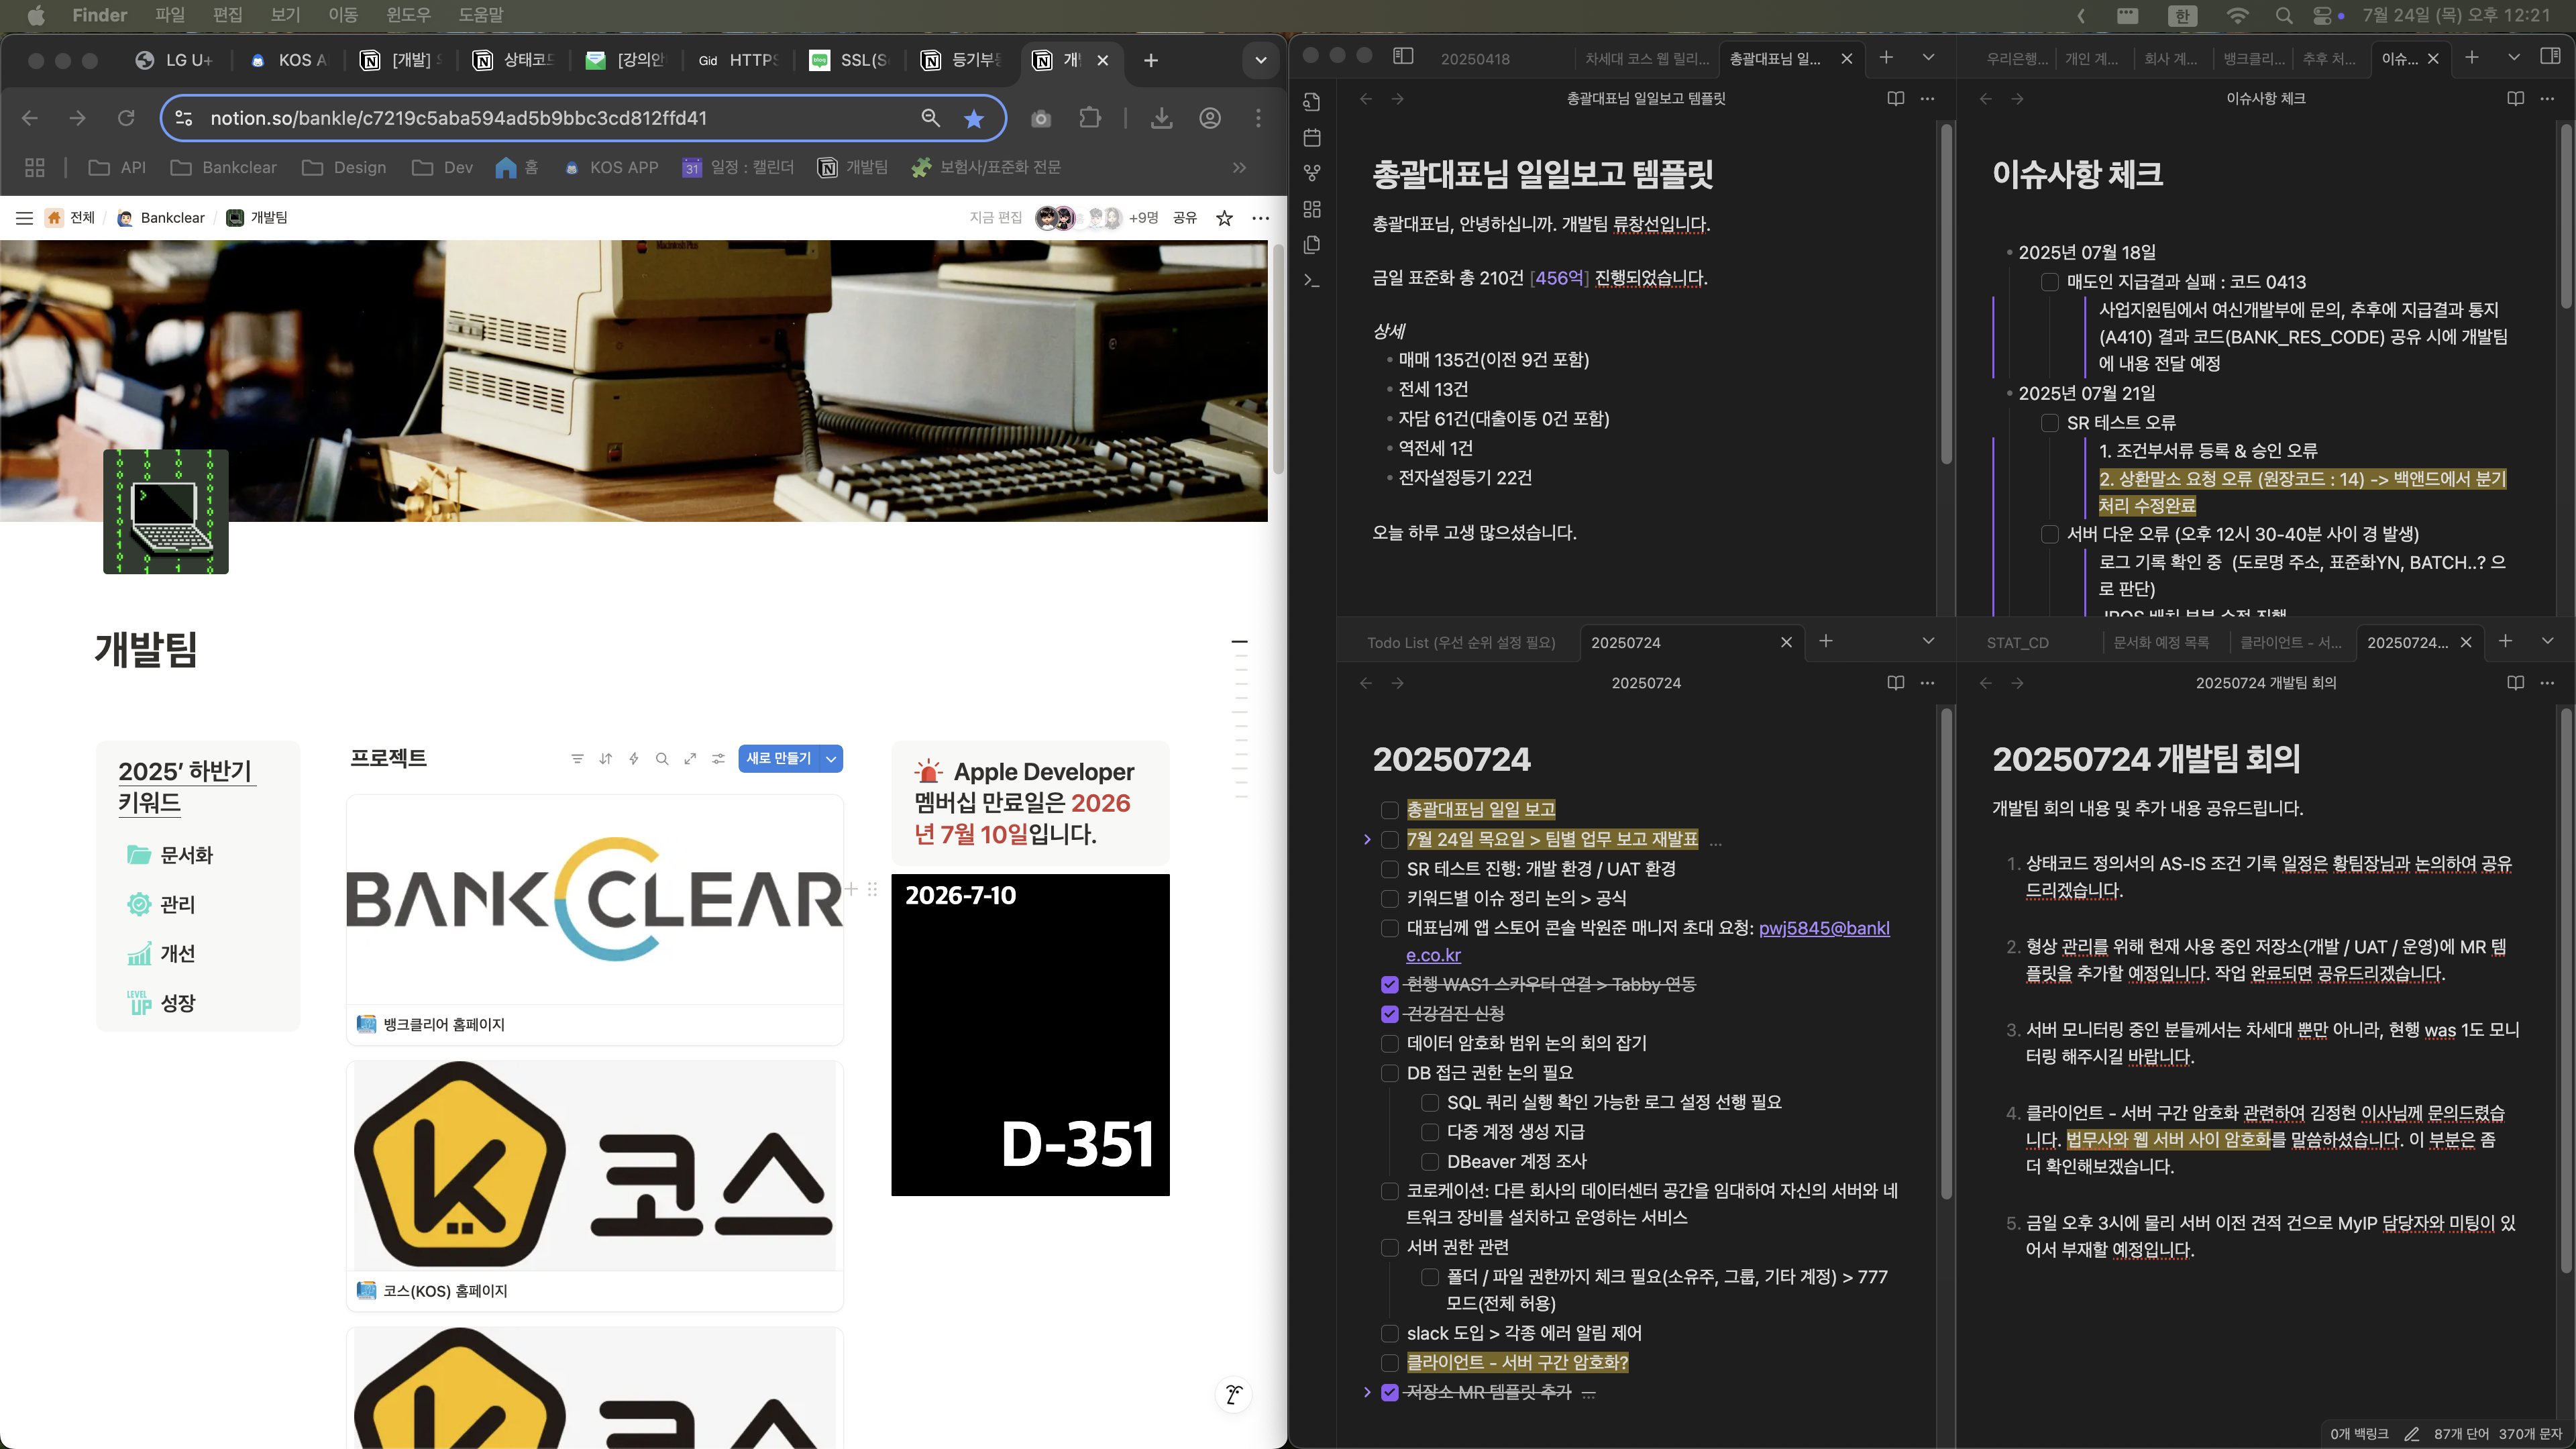 Finder 파일 편집 보기 이동 윈도우 도움말
한 7월 24일 (목) 오후 12:21
LG U+ KOS A [개발] 상태코드 [강의안 Gid HTTPS SSL(S 등기부 개
notion.so/bankle/c7219c5aba594ad5b9bbc3cd812ffd41
API Bankclear Design Dev 홈 KOS APP 31 일정 : 캘린더 개발팀 보험사/표준화 전문
전체 / Bankclear / 개발팀
지금 편집 +9명 공유
Macintosh Plus
개발팀
2025’ 하반기
키워드
문서화
관리
개선
LEVEL UP 성장
프로젝트
새로 만들기
BANKCLEAR
뱅크클리어 홈페이지
코스
코스(KOS) 홈페이지
코스
Apple Developer
멤버십 만료일은 2026
년 7월 10일입니다.
2026-7-10
D-351
20250418 차세대 코스 웹 릴리... 총괄대표님 일...
총괄대표님 일일보고 템플릿
총괄대표님 일일보고 템플릿
총괄대표님, 안녕하십니까. 개발팀 류창선입니다.
금일 표준화 총 210건 [456억] 진행되었습니다.
상세
• 매매 135건(이전 9건 포함)
• 전세 13건
• 자담 61건(대출이동 0건 포함)
• 역전세 1건
• 전자설정등기 22건
오늘 하루 고생 많으셨습니다.
우리은행... 개인 계... 회사 계... 뱅크클리... 추후 처... 이슈...
이슈사항 체크
이슈사항 체크
• 2025년 07월 18일
매도인 지급결과 실패 : 코드 0413
사업지원팀에서 여신개발부에 문의, 추후에 지급결과 통지
(A410) 결과 코드(BANK_RES_CODE) 공유 시에 개발팀
에 내용 전달 예정
• 2025년 07월 21일
SR 테스트 오류
1. 조건부서류 등록 & 승인 오류
2. 상환말소 요청 오류 (원장코드 : 14) -> 백앤드에서 분기
처리 수정완료
서버 다운 오류 (오후 12시 30-40분 사이 경 발생)
로그 기록 확인 중 (도로명 주소, 표준화YN, BATCH..? 으
로 판단)
IROS 배치 부분 수정 진행
Todo List (우선 순위 설정 필요) 20250724
20250724
20250724
총괄대표님 일일 보고
7월 24일 목요일 > 팀별 업무 보고 재발표 ...
SR 테스트 진행: 개발 환경 / UAT 환경
키워드별 이슈 정리 논의 > 공식
대표님께 앱 스토어 콘솔 박원준 매니저 초대 요청: pwj5845@bankl
e.co.kr
현행 WAS1 스카우터 연결 > Tabby 연동
건강검진 신청
데이터 암호화 범위 논의 회의 잡기
DB 접근 권한 논의 필요
SQL 쿼리 실행 확인 가능한 로그 설정 선행 필요
다중 계정 생성 지급
DBeaver 계정 조사
코로케이션: 다른 회사의 데이터센터 공간을 임대하여 자신의 서버와 네
트워크 장비를 설치하고 운영하는 서비스
서버 권한 관련
폴더 / 파일 권한까지 체크 필요(소유주, 그룹, 기타 계정) > 777
모드(전체 허용)
slack 도입 > 각종 에러 알림 제어
클라이언트 - 서버 구간 암호화?
저장소 MR 템플릿 추가 ...
STAT_CD 문서화 예정 목록 클라이언트 - 서... 20250724...
20250724 개발팀 회의
20250724 개발팀 회의
개발팀 회의 내용 및 추가 내용 공유드립니다.
1. 상태코드 정의서의 AS-IS 조건 기록 일정은 황팀장님과 논의하여 공유
드리겠습니다.
2. 형상 관리를 위해 현재 사용 중인 저장소(개발 / UAT / 운영)에 MR 템
플릿을 추가할 예정입니다. 작업 완료되면 공유드리겠습니다.
3. 서버 모니터링 중인 분들께서는 차세대 뿐만 아니라, 현행 was 1도 모니
터링 해주시길 바랍니다.
4. 클라이언트 - 서버 구간 암호화 관련하여 김정현 이사님께 문의드렸습
니다. 법무사와 웹 서버 사이 암호화를 말씀하셨습니다. 이 부분은 좀
더 확인해보겠습니다.
5. 금일 오후 3시에 물리 서버 이전 견적 건으로 MyIP 담당자와 미팅이 있
어서 부재할 예정입니다.
0개 백링크 87개 단어 370개 문자